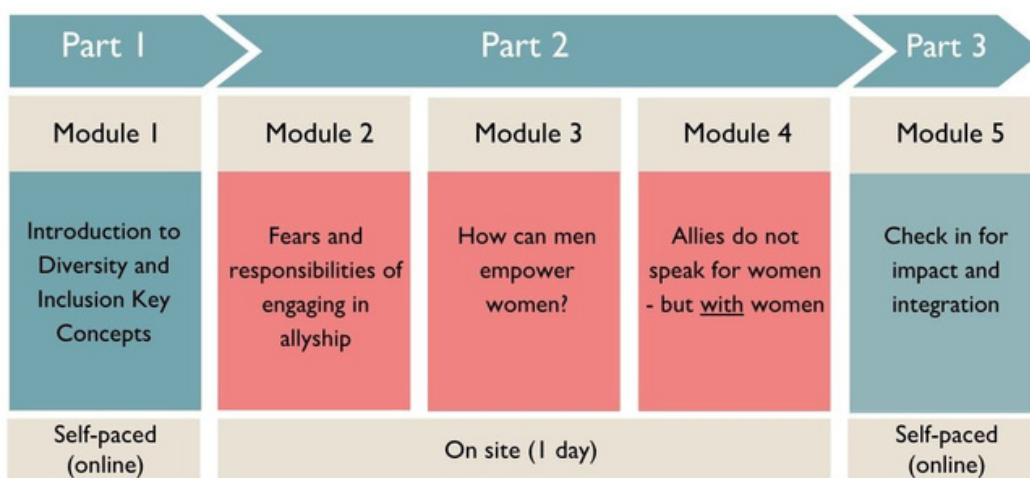 Part 1
Part 2
Part 3
Module 1
Module 2
Module 3
Module 4
Module 5
Introduction to
Diversity and
Inclusion Key
Concepts
Fears and
responsibilities of
engaging in
allyship
How can men
empower
women?
Allies do not
speak for women
- but with women
Check in for
impact and
integration
Self-paced
(online)
On site (1 day)
Self-paced
(online)